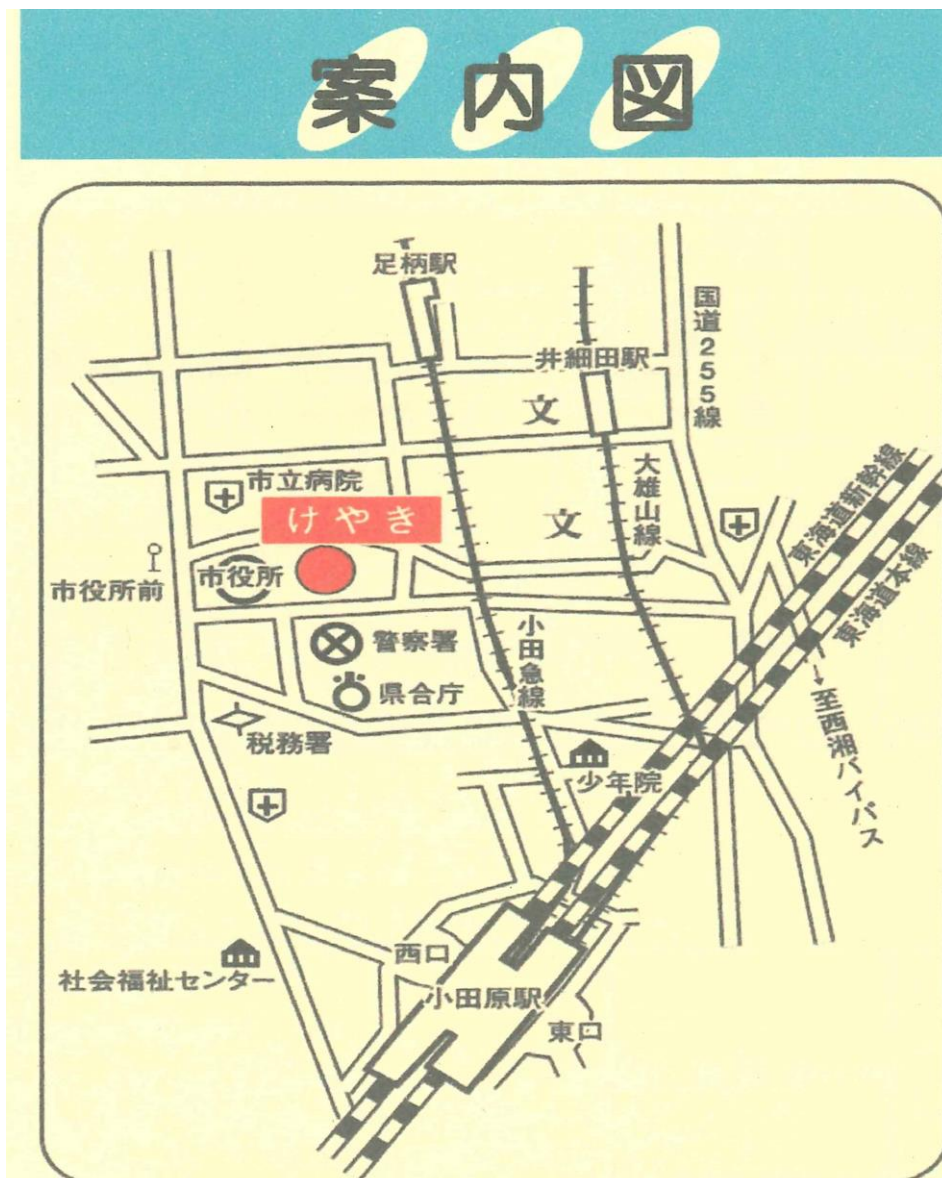 案内図
足柄駅
井細田駅
国道255線
文
大雄山線
東海道新幹線
東海道本線
市立病院
けやき
文
市役所前
市役所
警察署
小田急線
県合庁
税務署
少年院
→至西湘バイパス
西口
社会福祉センター
小田原駅
東口